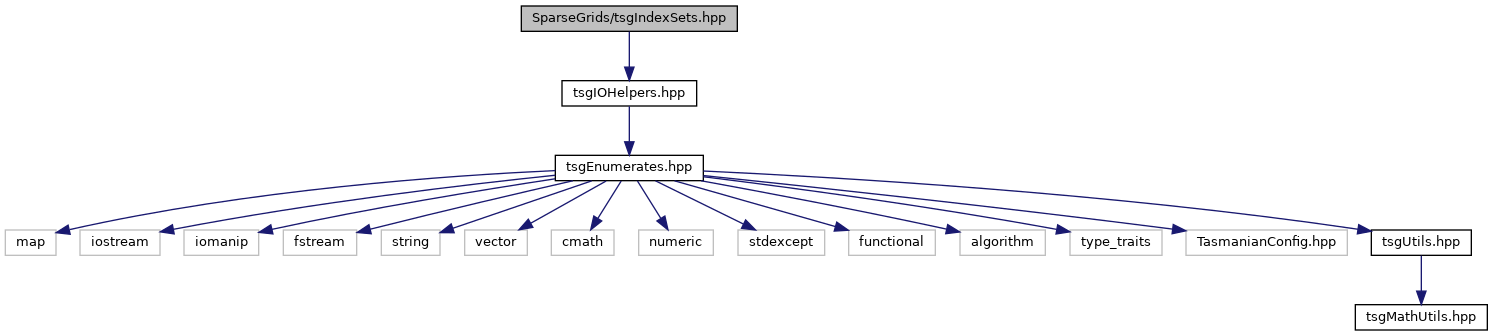 SparseGrids/tsgIndexSets.hpp
tsgIOHelpers.hpp
tsgEnumerates.hpp
map
iostream
iomanip
fstream
string
vector
cmath
numeric
stdexcept
functional
algorithm
type_traits
TasmanianConfig.hpp
tsgUtils.hpp
tsgMathUtils.hpp